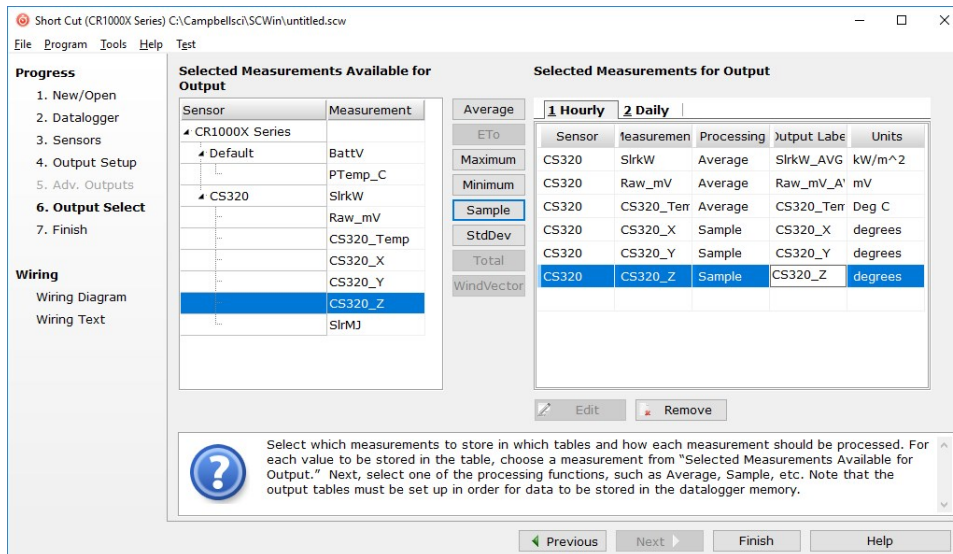 Short Cut (CR1000X Series) C:\Campbellsci\SCWin\untitled.scw
File Program Tools Help Test
Progress
1. New/Open
2. Datalogger
3. Sensors
4. Output Setup
5. Adv. Outputs
6. Output Select
7. Finish
Wiring
Wiring Diagram
Wiring Text
Selected Measurements Available for
Output
Sensor Measurement
CR1000X Series
Default BattV
PTemp_C
CS320 SlrkW
Raw_mV
CS320_Temp
CS320_X
CS320_Y
CS320_Z
SlrMJ
Average
ETo
Maximum
Minimum
Sample
StdDev
Total
WindVector
Selected Measurements for Output
1 Hourly 2 Daily
Sensor Measuremen Processing Output Labe Units
CS320 SlrkW Average SlrkW_AVG kW/m^2
CS320 Raw_mV Average Raw_mV_A mV
CS320 CS320_Tem Average CS320_Tem Deg C
CS320 CS320_X Sample CS320_X degrees
CS320 CS320_Y Sample CS320_Y degrees
CS320 CS320_Z Sample CS320_Z degrees
Edit Remove
Select which measurements to store in which tables and how each measurement should be processed. For
each value to be stored in the table, choose a measurement from “Selected Measurements Available for
Output.” Next, select one of the processing functions, such as Average, Sample, etc. Note that the
output tables must be set up in order for data to be stored in the datalogger memory.
Previous Next Finish Help